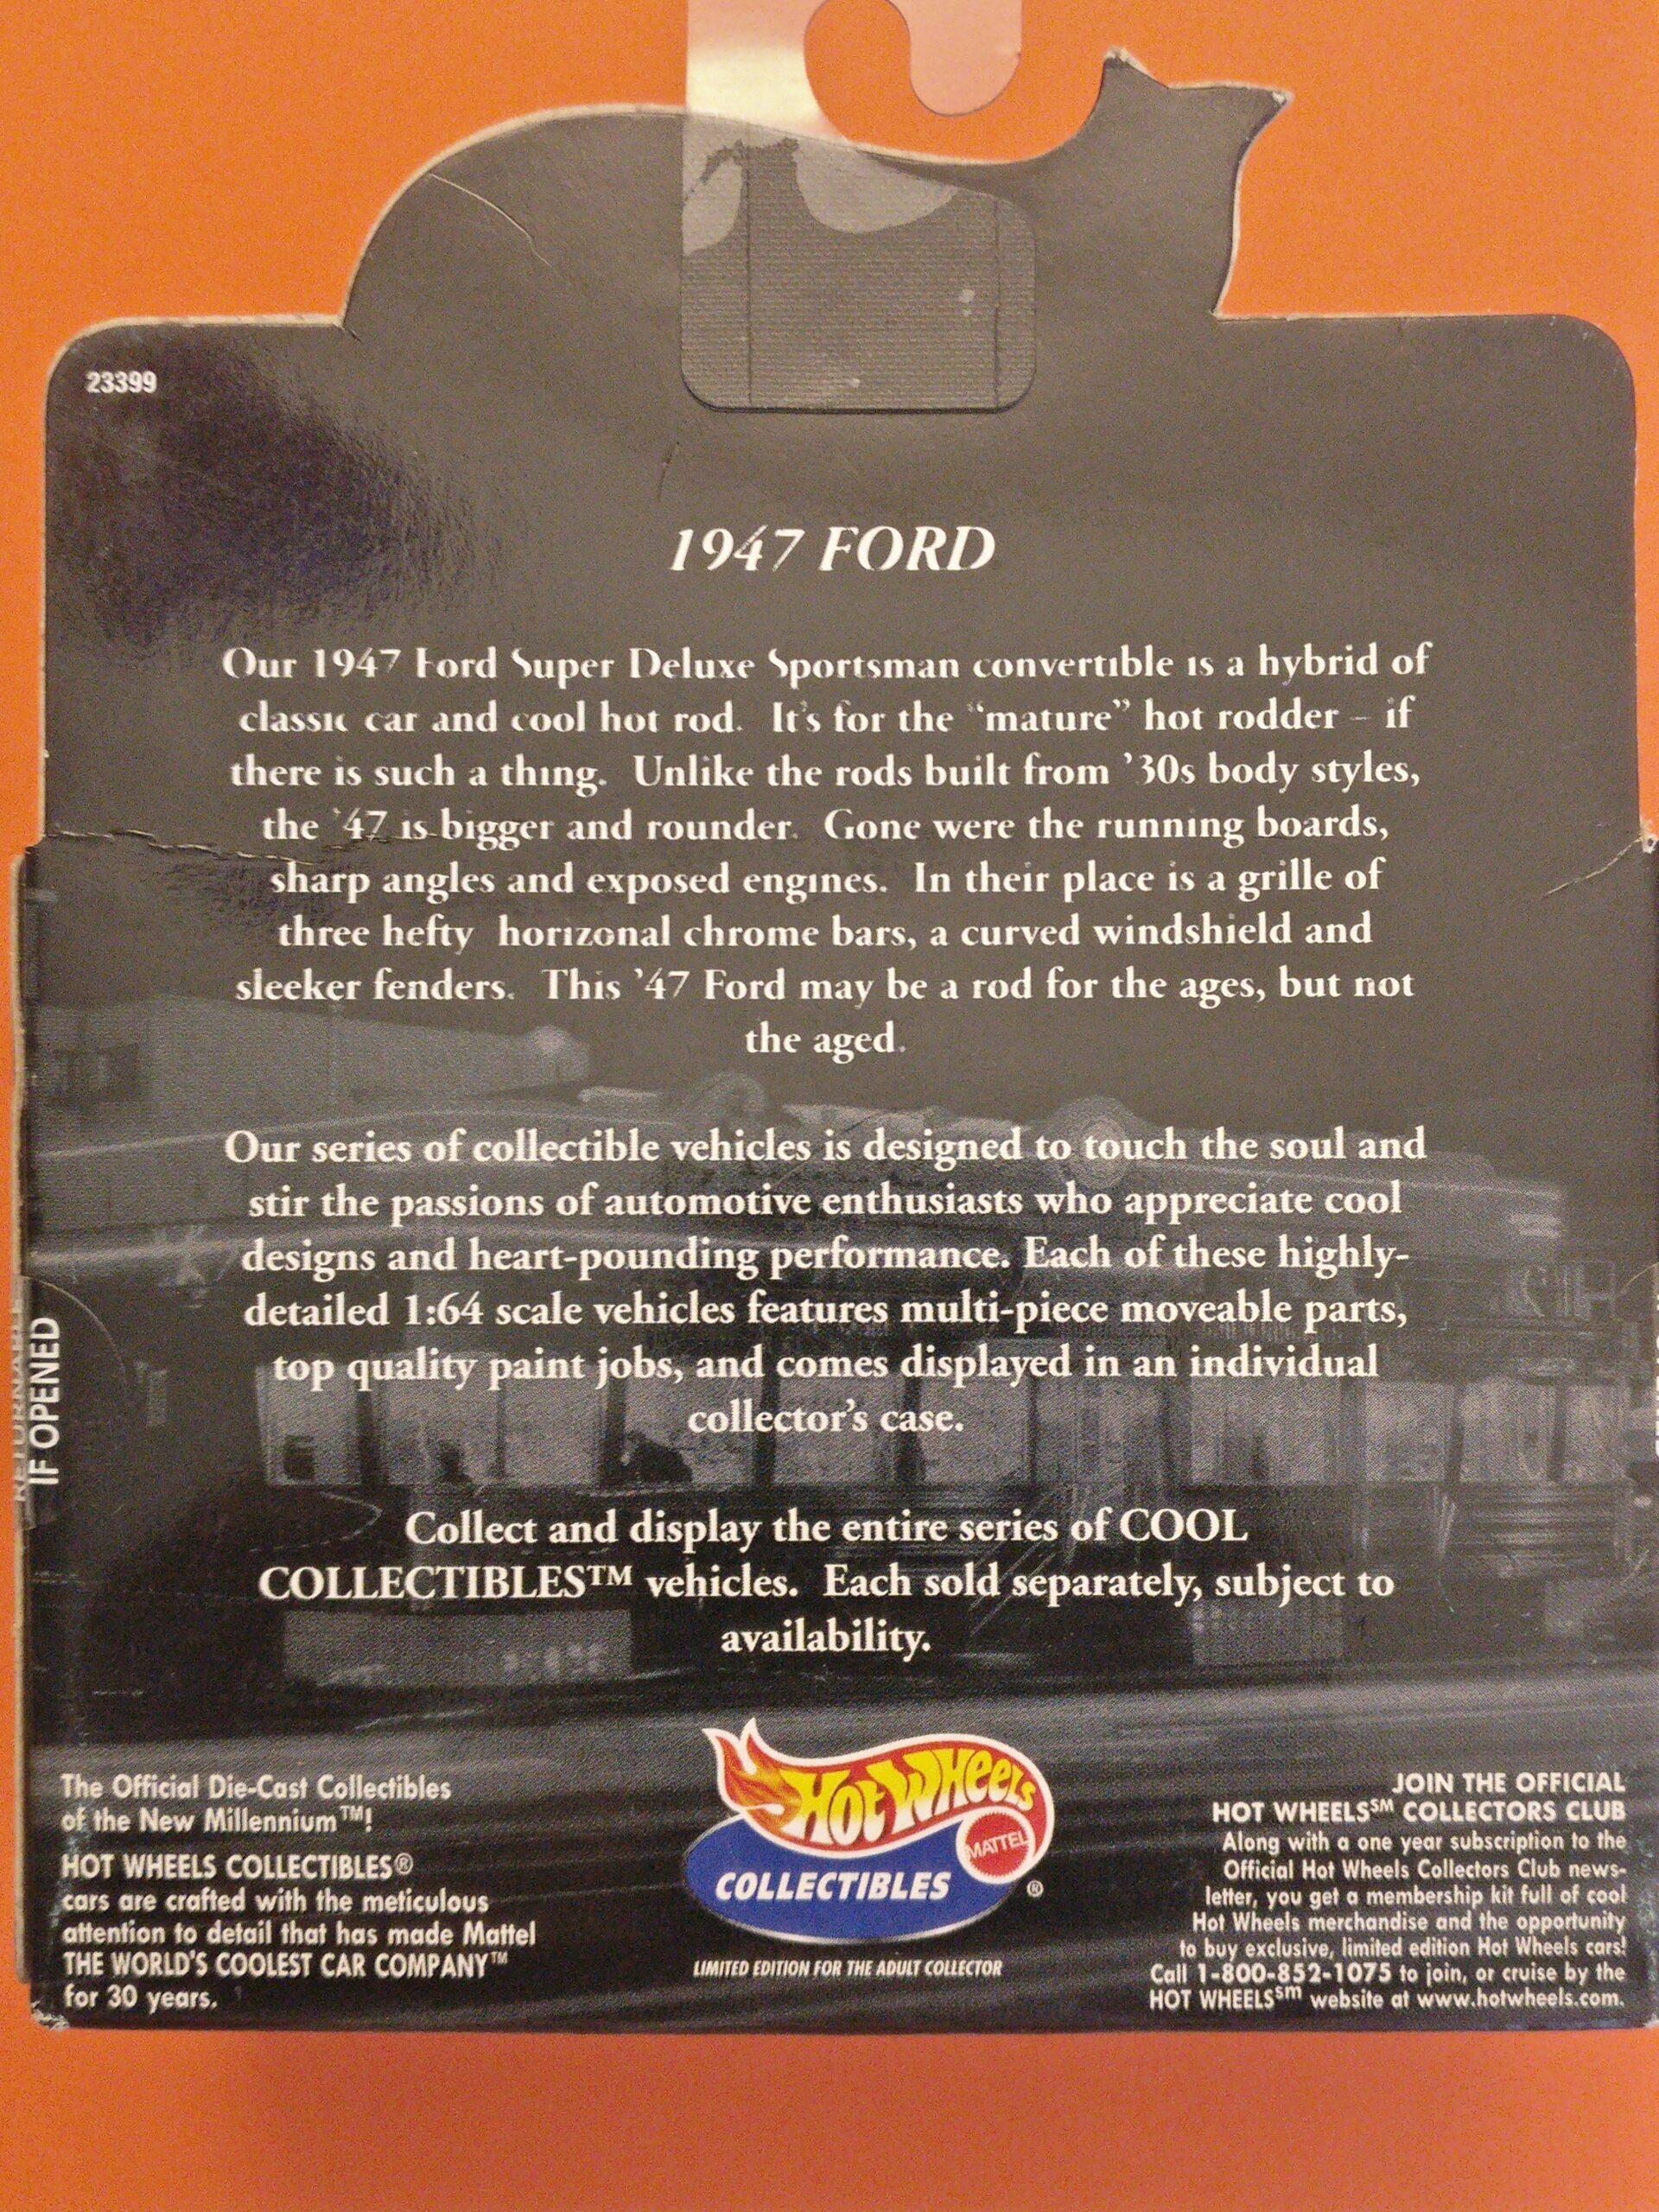 23399
1947 FORD
Our 1947 Ford Super Deluxe Sportsman convertible is a hybrid of
classic car and cool hot rod. It's for the “mature” hot rodder – if
there is such a thing. Unlike the rods built from ’30s body styles,
the ‘47 is bigger and rounder. Gone were the running boards,
sharp angles and exposed engines. In their place is a grille of
three hefty horizonal chrome bars, a curved windshield and
sleeker fenders. This ’47 Ford may be a rod for the ages, but not
the aged.
Our series of collectible vehicles is designed to touch the soul and
stir the passions of automotive enthusiasts who appreciate cool
designs and heart-pounding performance. Each of these highly-
detailed 1:64 scale vehicles features multi-piece moveable parts,
top quality paint jobs, and comes displayed in an individual
collector’s case.
Collect and display the entire series of COOL
COLLECTIBLES™ vehicles. Each sold separately, subject to
availability.
RETURNABLE
IF OPENED
The Official Die-Cast Collectibles
of the New Millennium™!
HOT WHEELS COLLECTIBLES®
cars are crafted with the meticulous
attention to detail that has made Mattel
THE WORLD'S COOLEST CAR COMPANY™
for 30 years.
HOT WHEELS
MATTEL
COLLECTIBLES ®
LIMITED EDITION FOR THE ADULT COLLECTOR
JOIN THE OFFICIAL
HOT WHEELS℠ COLLECTORS CLUB
Along with a one year subscription to the
Official Hot Wheels Collectors Club news-
letter, you get a membership kit full of cool
Hot Wheels merchandise and the opportunity
to buy exclusive, limited edition Hot Wheels cars!
Call 1-800-852-1075 to join, or cruise by the
HOT WHEELSsm website at www.hotwheels.com.